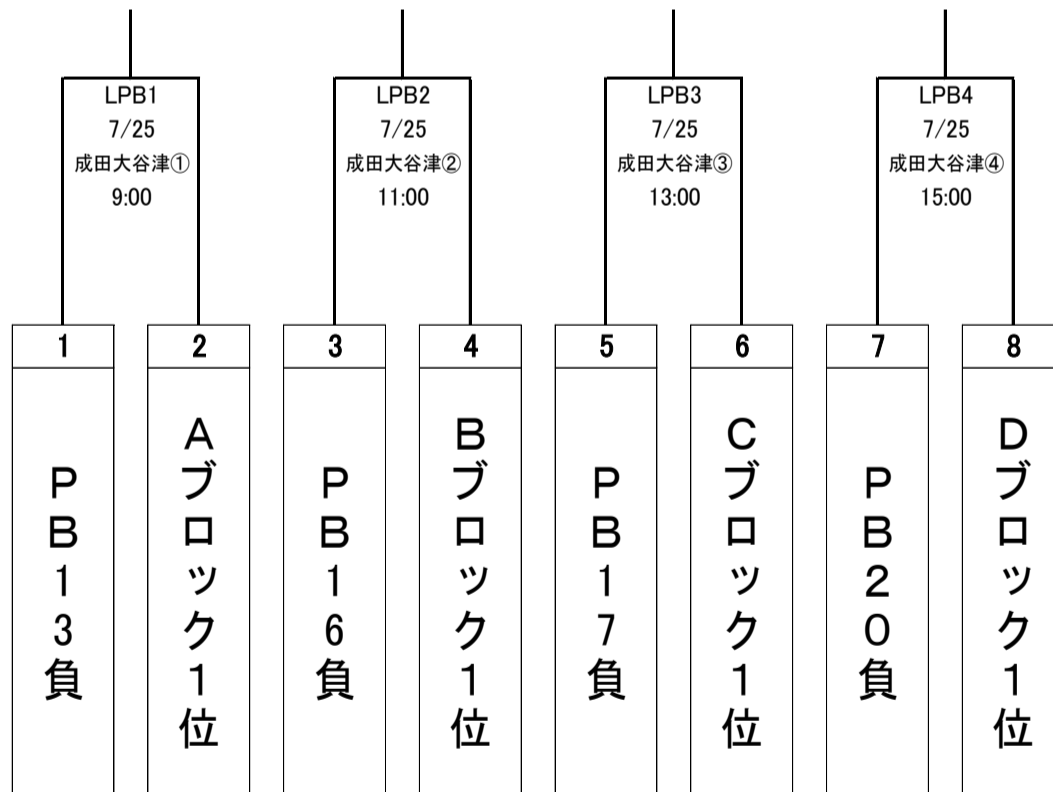 LPB1
7/25
成田大谷津①
9:00
LPB2
7/25
成田大谷津②
11:00
LPB3
7/25
成田大谷津③
13:00
LPB4
7/25
成田大谷津④
15:00
1
2
3
4
5
6
7
8
PB13負
Aブロック1位
PB16負
Bブロック1位
PB17負
Cブロック1位
PB20負
Dブロック1位